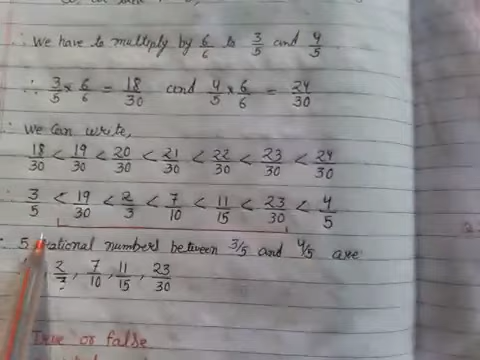 ∴ We have to multiply by 6/6 to 3/5 and 4/5
∴ 3/5 × 6/6 = 18/30 and 4/5 × 6/6 = 24/30
∴ We can write,
18/30 < 19/30 < 20/30 < 21/30 < 22/30 < 23/30 < 24/30
3/5 < 19/30 < 2/3 < 7/10 < 11/15 < 23/30 < 4/5
5 rational numbers between 3/5 and 4/5 are
, 2/3, 7/10, 11/15, 23/30
True or false